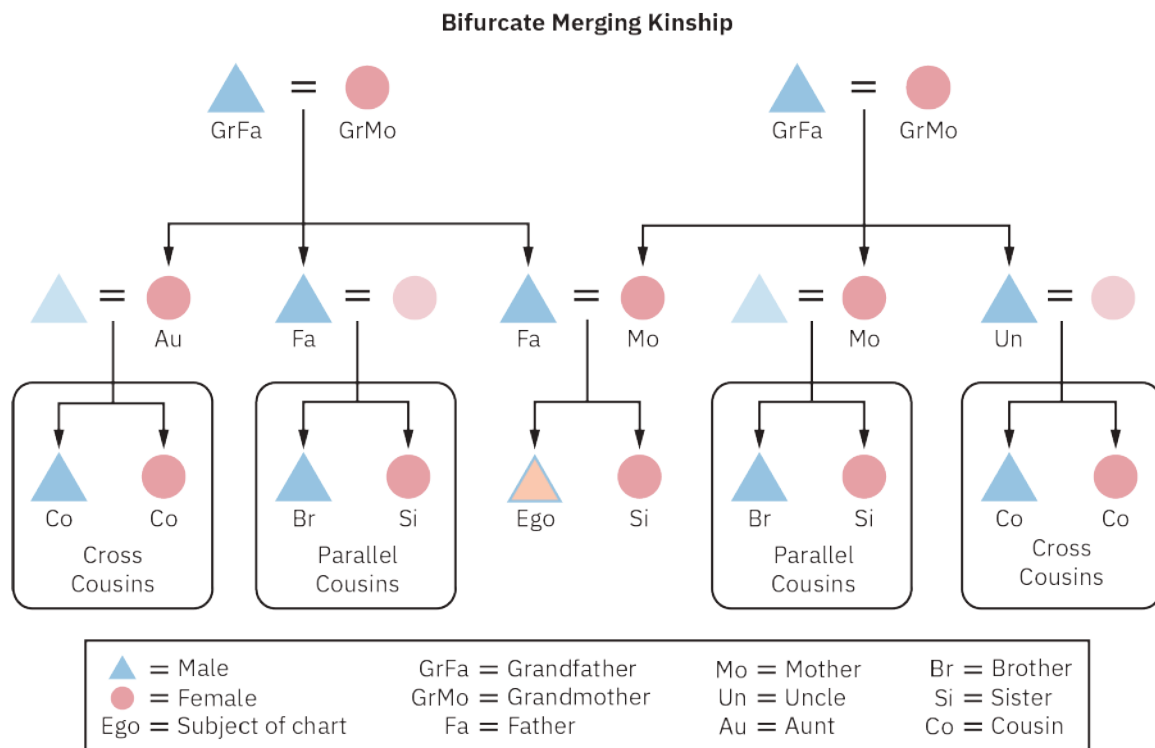 Bifurcate Merging Kinship
= =
GrFa GrMo GrFa GrMo
= = = = =
Au Fa Fa Mo Mo Un
Co Co Br Si Ego Si Br Si Co Co
Cross
Cousins
Parallel
Cousins
Parallel
Cousins
Cross
Cousins
= Male
= Female
Ego = Subject of chart
GrFa = Grandfather
GrMo = Grandmother
Fa = Father
Mo = Mother
Un = Uncle
Au = Aunt
Br = Brother
Si = Sister
Co = Cousin